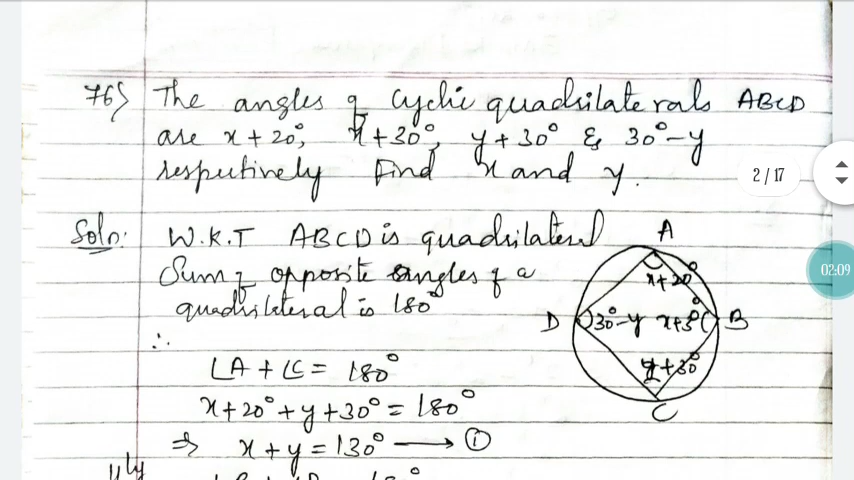 76) The angles of Cyclic quadrilaterals ABCD
are x+20°, x+30°, y+30° & 30°-y
respectively Find x and y.
2 / 17
Soln: W.K.T ABCD is quadrilateral
Sum of opposite angles of a
quadrilateral is 180°
02:09
A
x+20°
D 30°-y x+3° B
y+30°
C
∴
∠A + ∠C = 180°
x+20°+y+30° = 180°
⇒ x+y = 130° → ①
lly